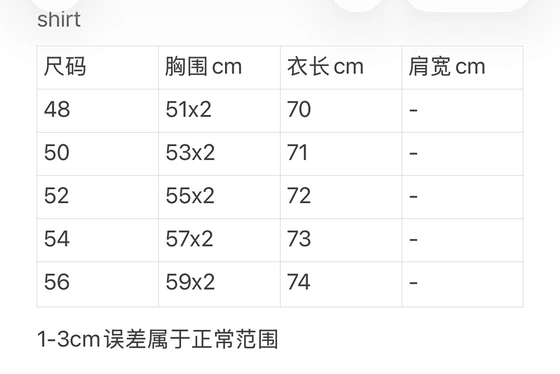 shirt
尺码 胸围cm 衣长cm 肩宽cm
48 51x2 70 -
50 53x2 71 -
52 55x2 72 -
54 57x2 73 -
56 59x2 74 -
1-3cm误差属于正常范围